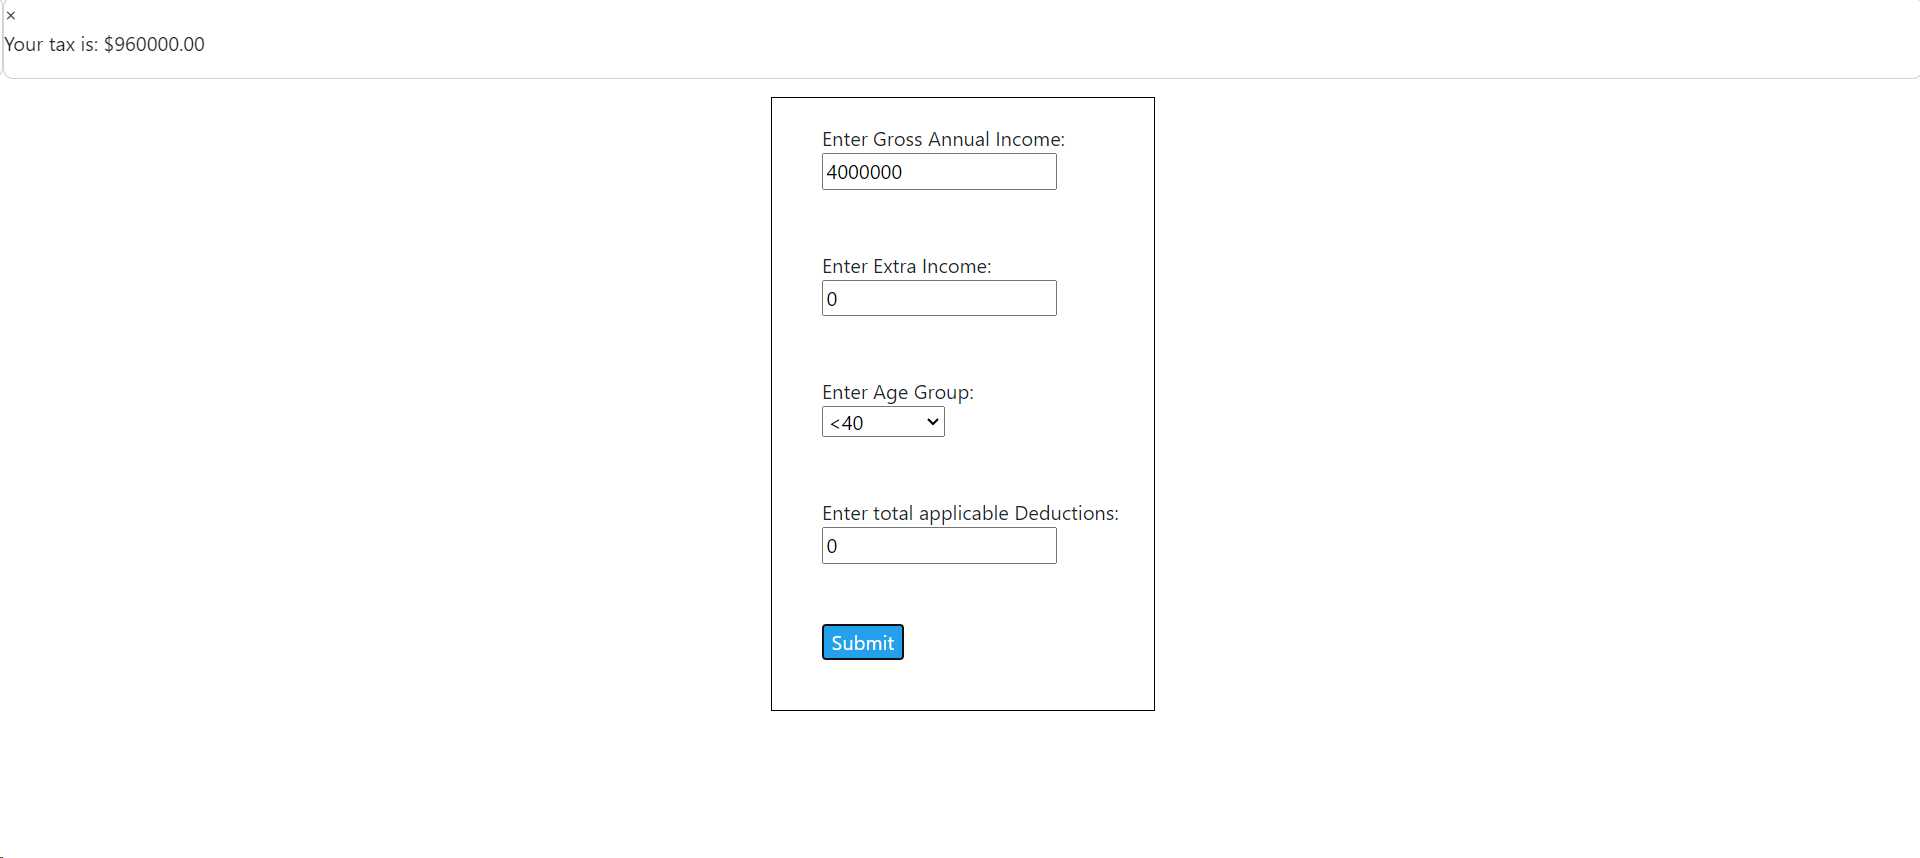 ×
Your tax is: $960000.00
Enter Gross Annual Income:
4000000
Enter Extra Income:
0
Enter Age Group:
<40
Enter total applicable Deductions:
0
Submit